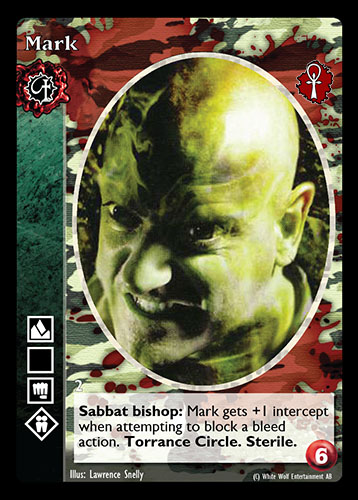 Mark
2
Sabbat bishop: Mark gets +1 intercept
when attempting to block a bleed
action. Torrance Circle. Sterile.
6
Illus: Lawrence Snelly
(C) White Wolf Entertainment AB